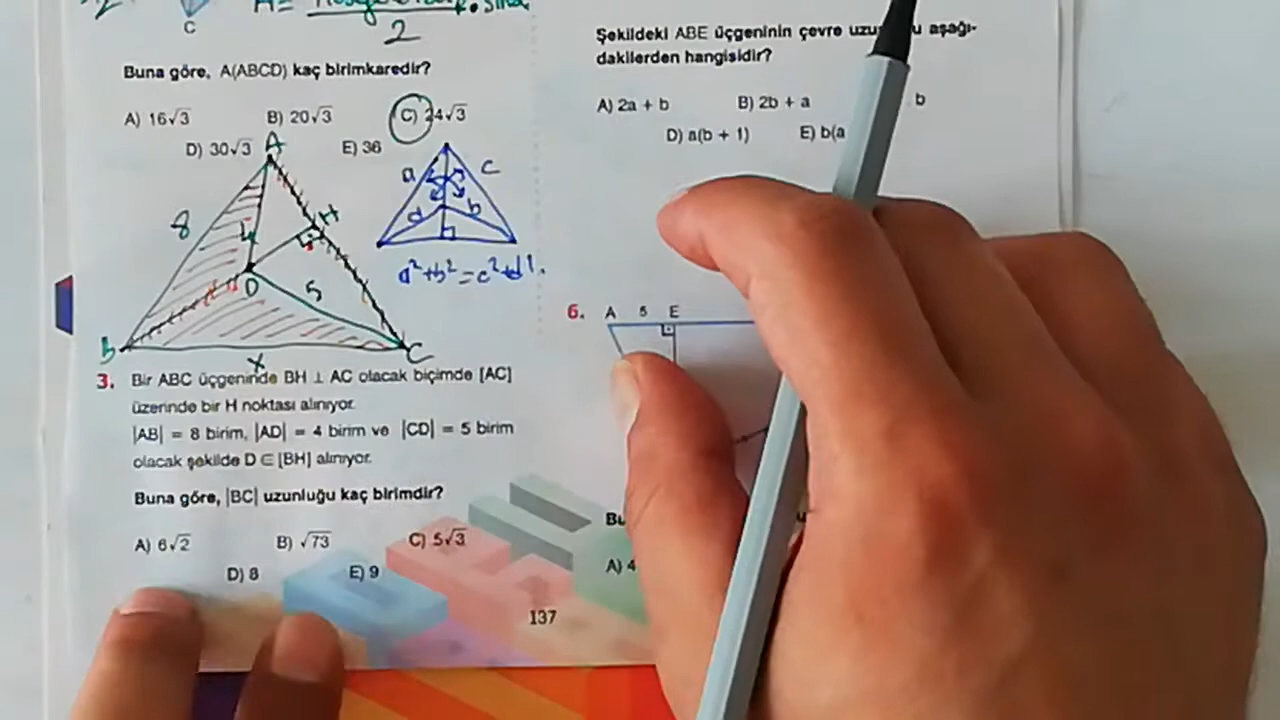 C
2
Buna göre, A(ABCD) kaç birimkaredir?
A) 16√3 B) 20√3 C) 24√3
D) 30√3 E) 36
A
8
4
H
D
5
B
x
C
a
c
d
b
a²+b²=c²+d².
3. Bir ABC üçgeninde BH ⊥ AC olacak biçimde [AC]
üzerinde bir H noktası alınıyor.
|AB| = 8 birim, |AD| = 4 birim ve |CD| = 5 birim
olacak şekilde D ∈ [BH] alınıyor.
Buna göre, |BC| uzunluğu kaç birimdir?
A) 6√2 B) √73 C) 5√3
D) 8 E) 9
137
Şekildeki ABE üçgeninin çevre aşağı-
dakilerden hangisidir?
A) 2a + b B) 2b + a b
D) a(b + 1) E) b(a
6. A 5 E
A) 4